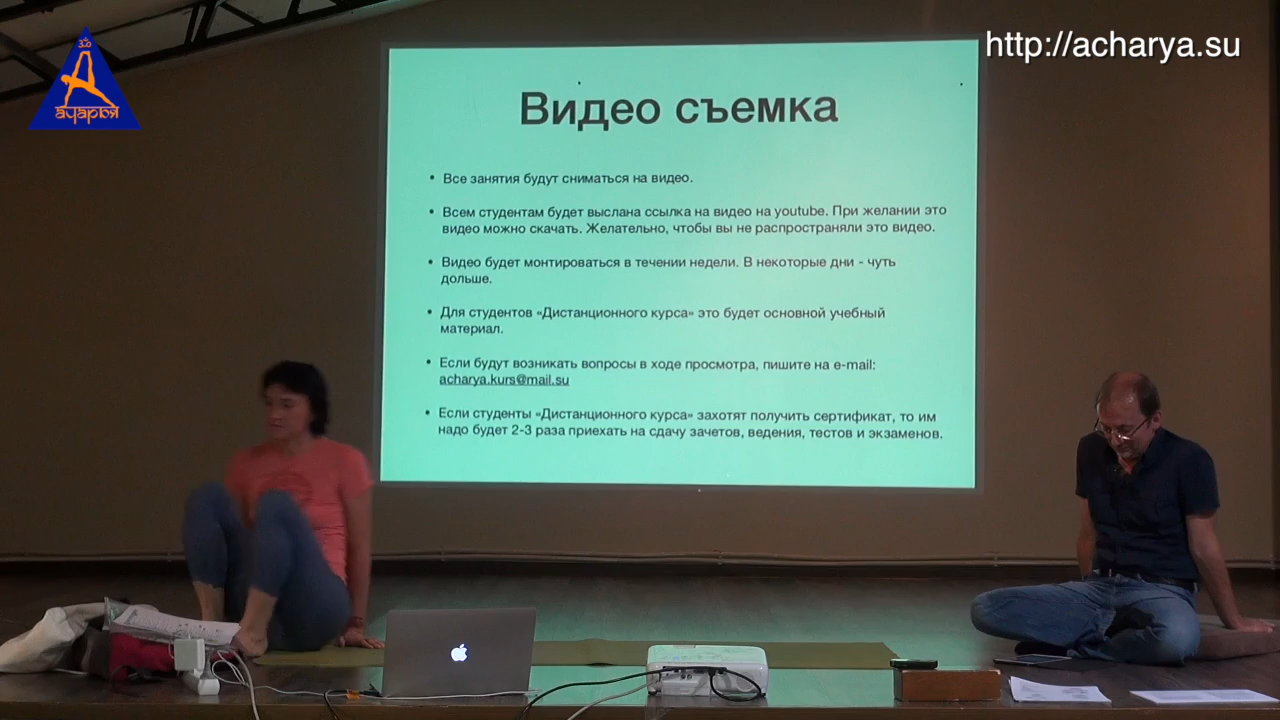 http://acharya.su
ॐ
ачарья
Видео съемка
• Все занятия будут сниматься на видео.
• Всем студентам будет выслана ссылка на видео на youtube. При желании это
видео можно скачать. Желательно, чтобы вы не распространяли это видео.
• Видео будет монтироваться в течении недели. В некоторые дни - чуть
дольше.
• Для студентов «Дистанционного курса» это будет основной учебный
материал.
• Если будут возникать вопросы в ходе просмотра, пишите на e-mail:
acharya.kurs@mail.su
• Если студенты «Дистанционного курса» захотят получить сертификат, то им
надо будет 2-3 раза приехать на сдачу зачетов, ведения, тестов и экзаменов.